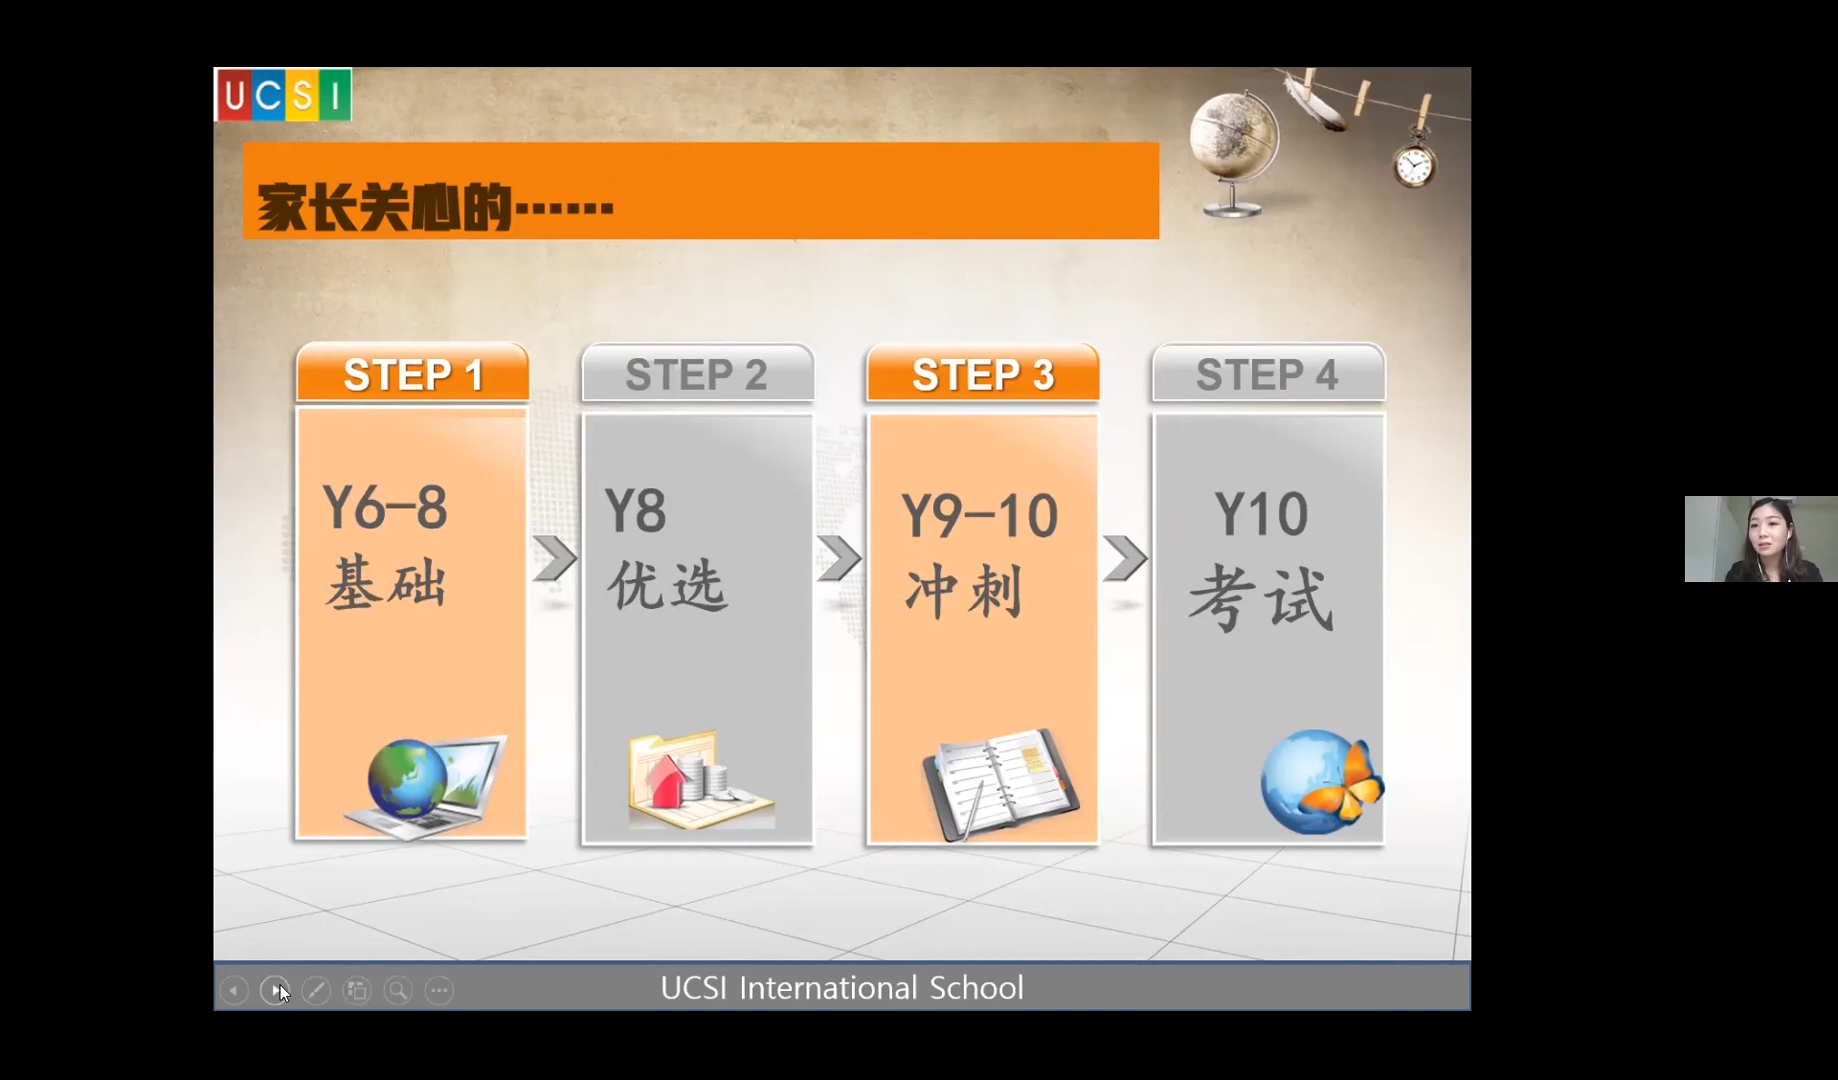 UCSI
家长关心的······
STEP 1
Y6-8
基础
STEP 2
Y8
优选
STEP 3
Y9-10
冲刺
STEP 4
Y10
考试
UCSI International School